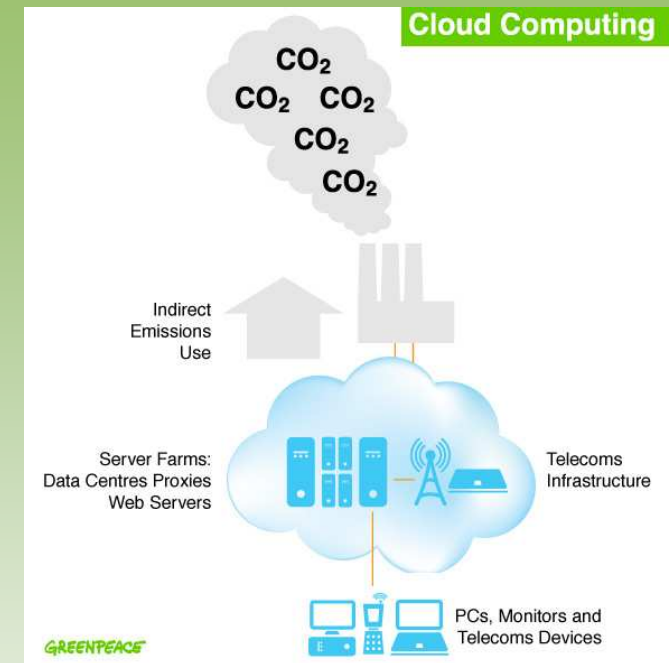 Cloud Computing
CO₂
CO₂ CO₂
CO₂
CO₂
Indirect
Emissions
Use
Server Farms:
Data Centres Proxies
Web Servers
Telecoms
Infrastructure
PCs, Monitors and
Telecoms Devices
GREENPEACE